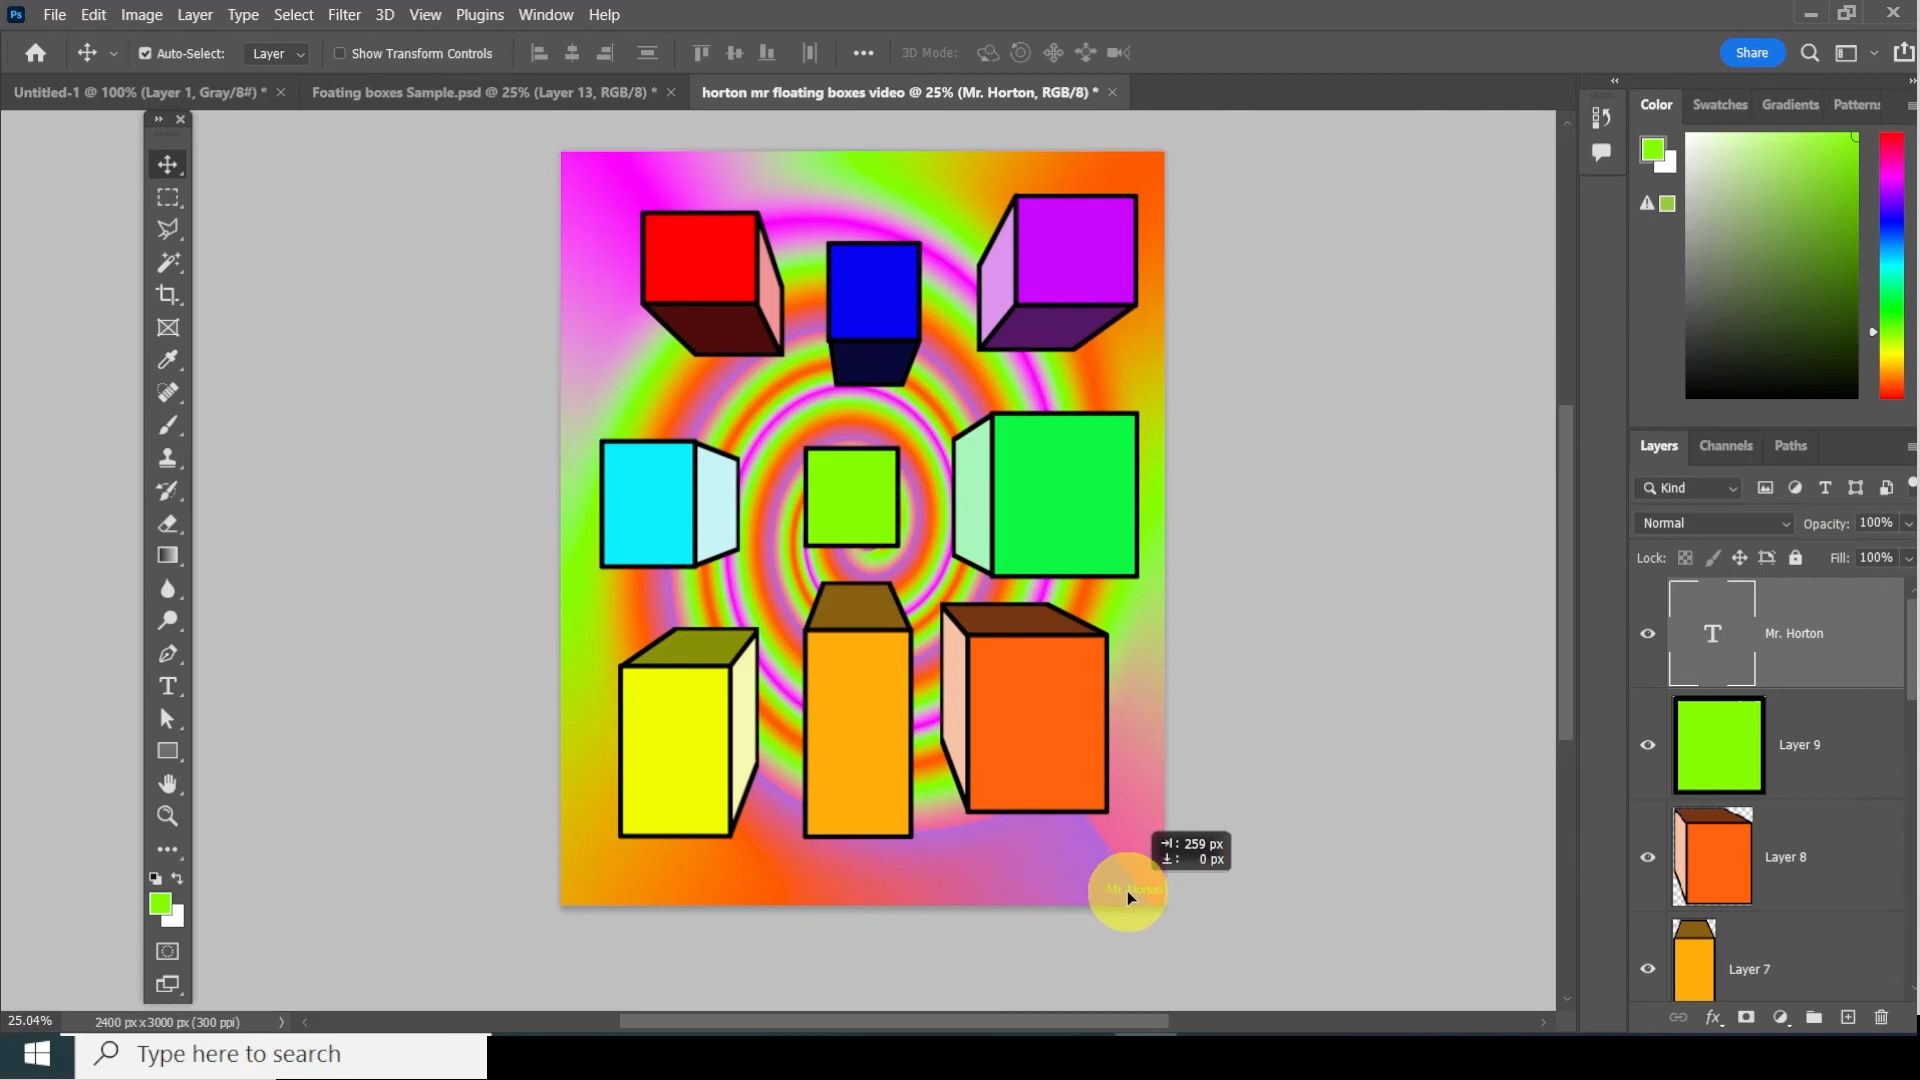 Ps File Edit Image Layer Type Select Filter 3D View Plugins Window Help
Auto-Select: Layer Show Transform Controls 3D Mode: Share
Untitled-1 @ 100% (Layer 1, Gray/8#) * Foating boxes Sample.psd @ 25% (Layer 13, RGB/8) * horton mr floating boxes video @ 25% (Mr. Horton, RGB/8) *
Color Swatches Gradients Patterns
Layers Channels Paths
Kind
Normal Opacity: 100%
Lock: Fill: 100%
T Mr. Horton
Layer 9
Layer 8
Layer 7
259 px
0 px
Mr. Horton
25.04% 2400 px x 3000 px (300 ppi)
fx
Type here to search